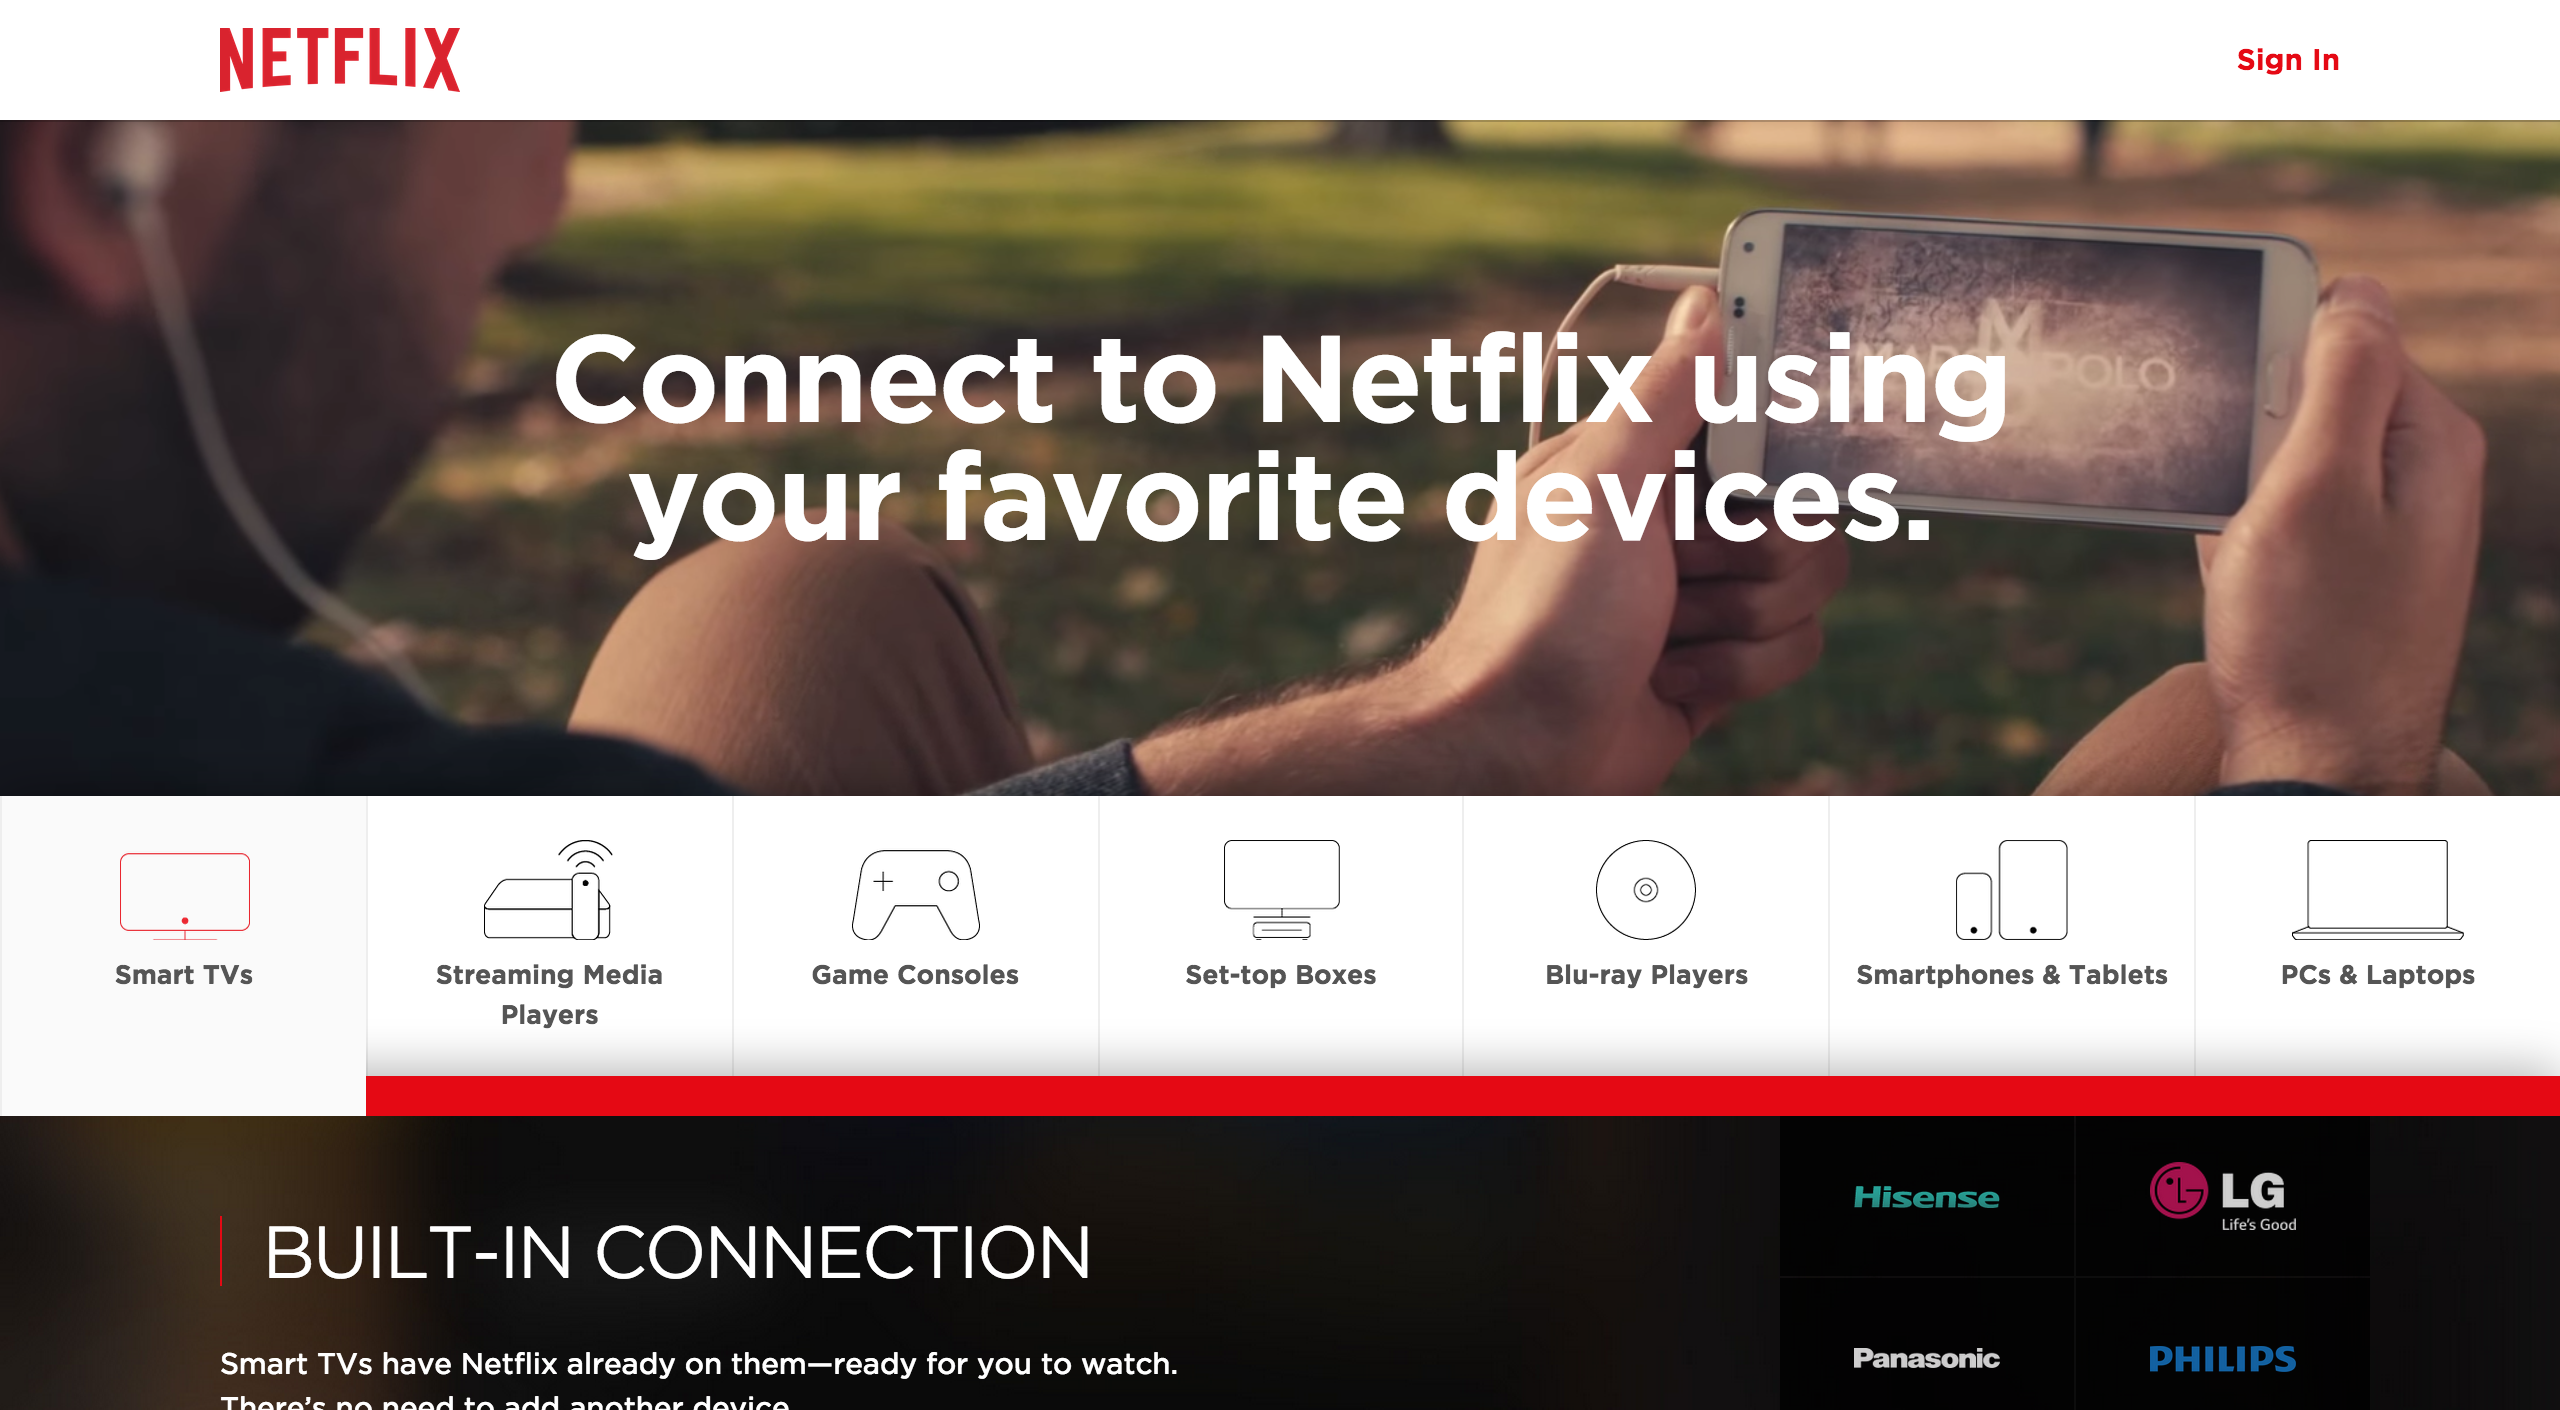 NETFLIX
Sign In
MARCO POLO
Connect to Netflix using
your favorite devices.
Smart TVs
Streaming Media
Players
Game Consoles
Set-top Boxes
Blu-ray Players
Smartphones & Tablets
PCs & Laptops
BUILT-IN CONNECTION
Smart TVs have Netflix already on them—ready for you to watch.
There’s no need to add another device.
Hisense
LG
Life's Good
Panasonic
PHILIPS